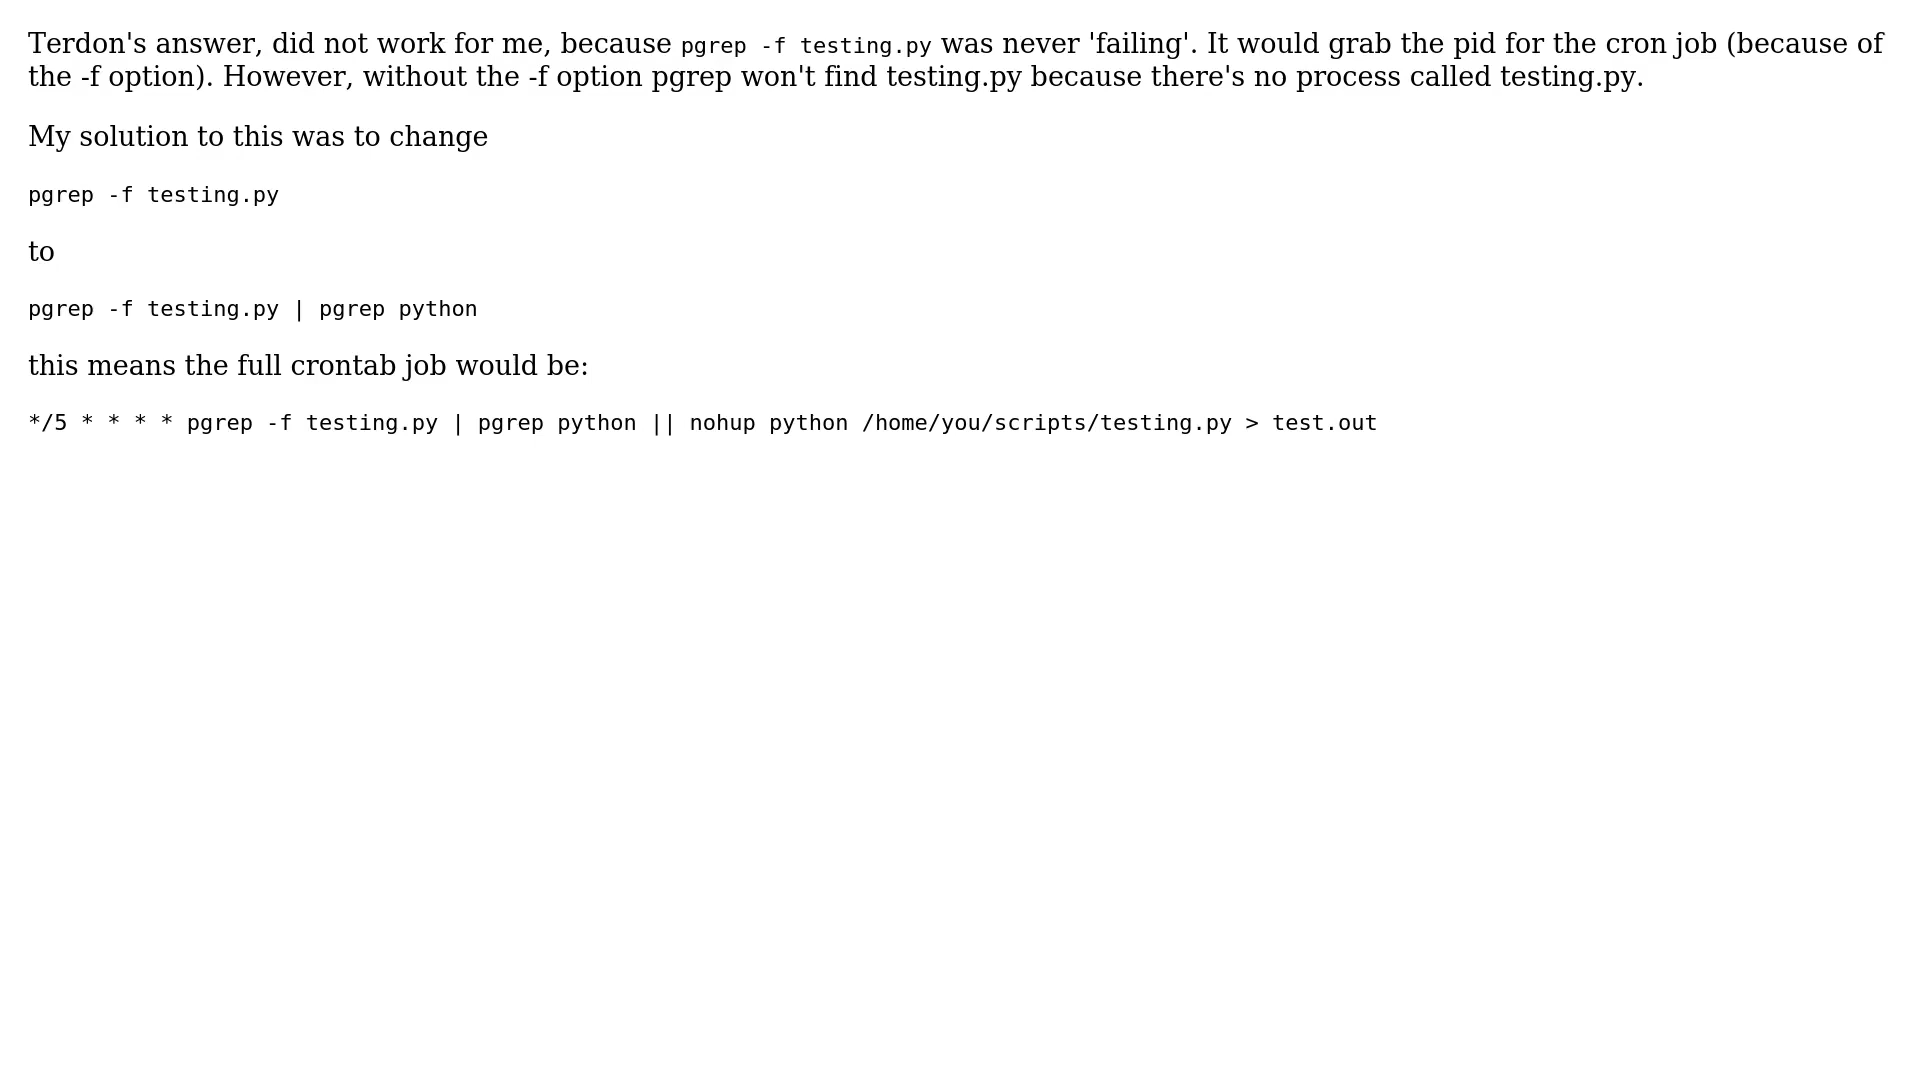 Terdon's answer, did not work for me, because pgrep -f testing.py was never 'failing'. It would grab the pid for the cron job (because of
the -f option). However, without the -f option pgrep won't find testing.py because there's no process called testing.py.
My solution to this was to change
pgrep -f testing.py
to
pgrep -f testing.py | pgrep python
this means the full crontab job would be:
*/5 * * * * pgrep -f testing.py | pgrep python || nohup python /home/you/scripts/testing.py > test.out